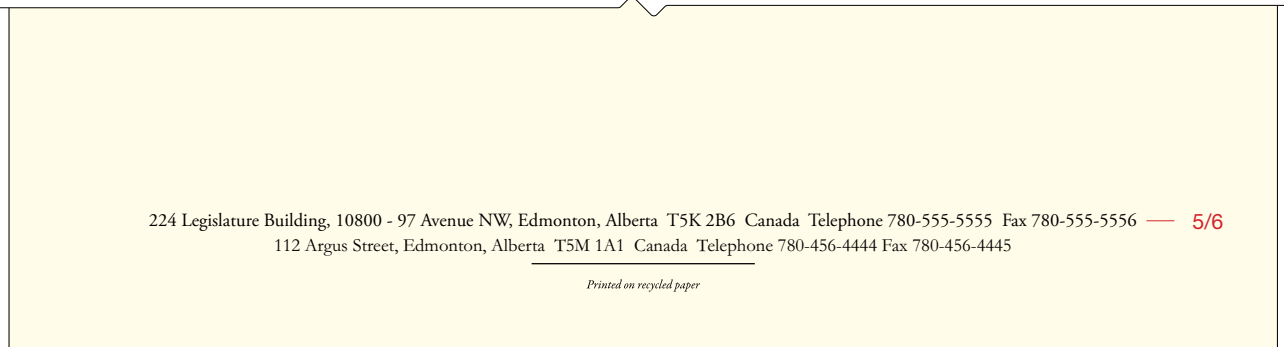 224 Legislature Building, 10800 - 97 Avenue NW, Edmonton, Alberta T5K 2B6 Canada Telephone 780-555-5555 Fax 780-555-5556 5/6
112 Argus Street, Edmonton, Alberta T5M 1A1 Canada Telephone 780-456-4444 Fax 780-456-4445
Printed on recycled paper